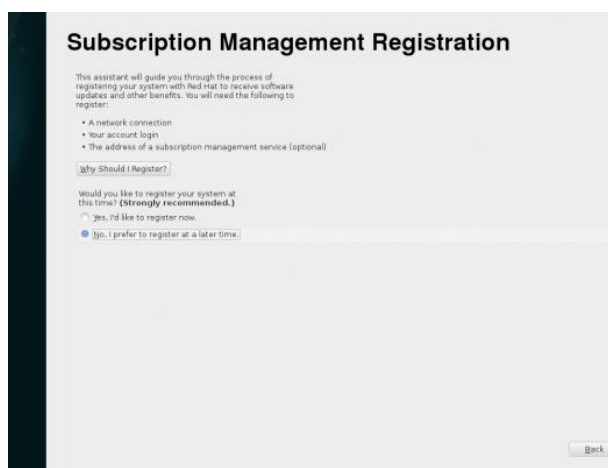 Subscription Management Registration
This assistant will guide you through the process of
registering your system with Red Hat to receive software
updates and other benefits. You will need the following to
register:
• A network connection
• Your account login
• The address of a subscription management service (optional)
Why Should I Register?
Would you like to register your system at
this time? (Strongly recommended.)
Yes, I'd like to register now.
No, I prefer to register at a later time.
Back